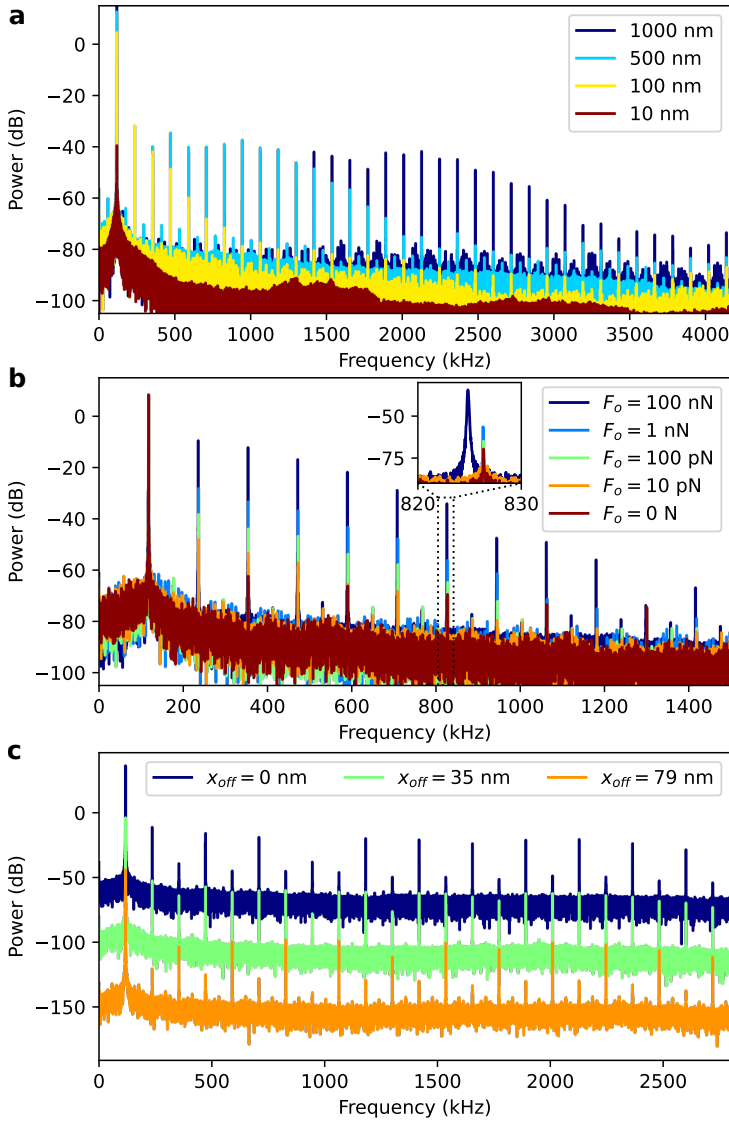 a
0
−20
−40
−60
−80
−100
Power (dB)
1000 nm
500 nm
100 nm
10 nm
0 500 1000 1500 2000 2500 3000 3500 4000
Frequency (kHz)
b
0
−20
−40
−60
−80
−100
Power (dB)
−50
−75
820 830
F_o = 100 nN
F_o = 1 nN
F_o = 100 pN
F_o = 10 pN
F_o = 0 N
0 200 400 600 800 1000 1200 1400
Frequency (kHz)
c
x_off = 0 nm x_off = 35 nm x_off = 79 nm
0
−50
−100
−150
Power (dB)
0 500 1000 1500 2000 2500
Frequency (kHz)